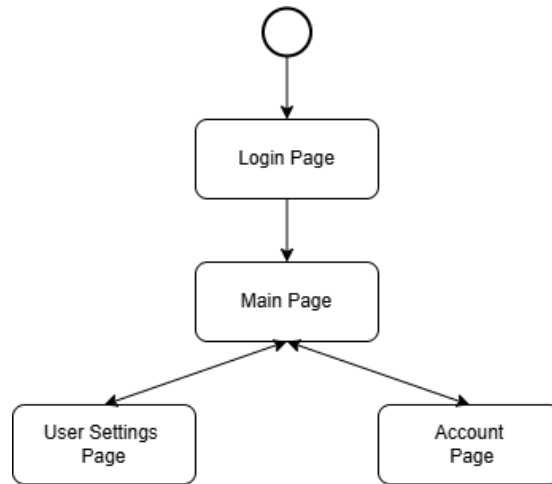 Login Page
Main Page
User Settings
Page
Account
Page